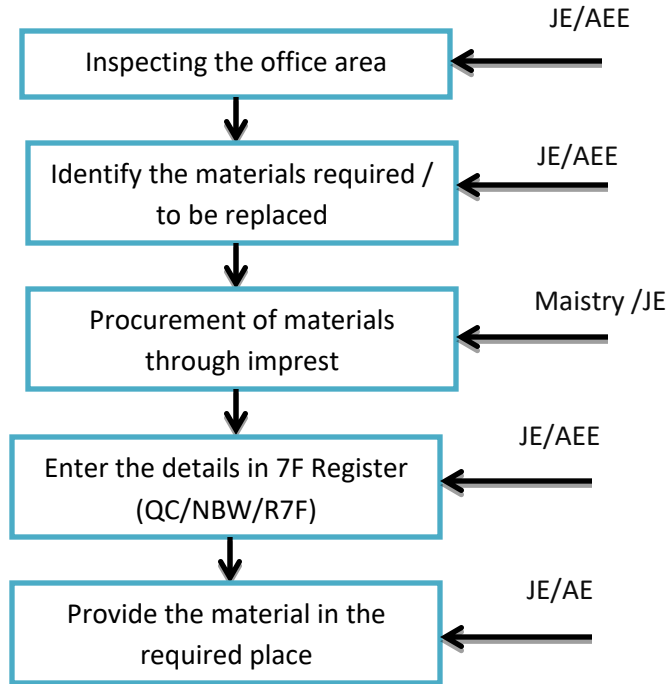 JE/AEE
Inspecting the office area
JE/AEE
Identify the materials required /
to be replaced
Maistry /JE
Procurement of materials
through imprest
JE/AEE
Enter the details in 7F Register
(QC/NBW/R7F)
JE/AE
Provide the material in the
required place